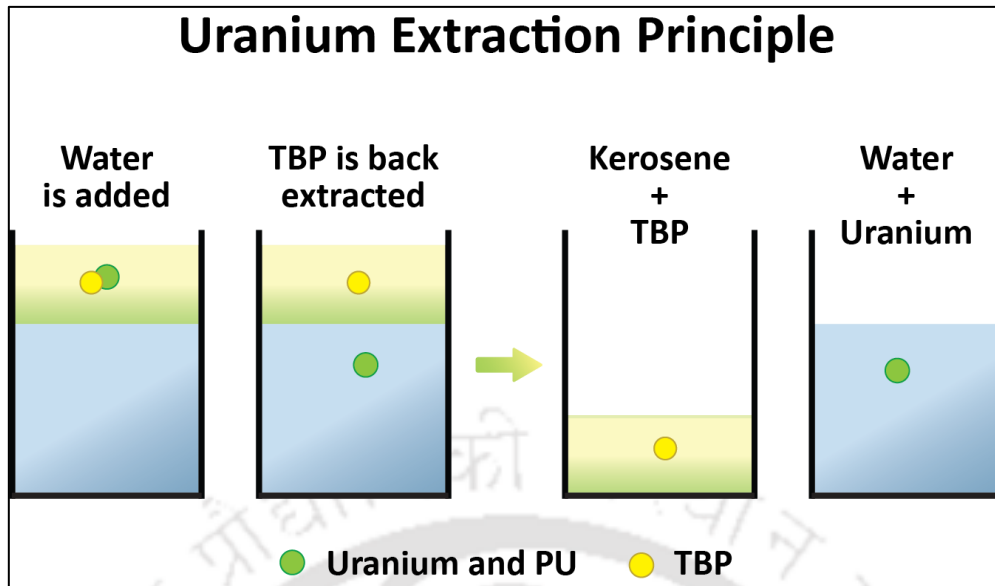 Uranium Extraction Principle
Water
is added
TBP is back
extracted
Kerosene
+
TBP
Water
+
Uranium
Uranium and PU
TBP